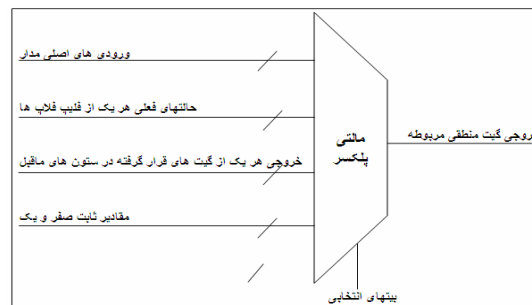 ورودی های اصلی مدار
حالتهای فعلی هر یک از فلیپ فلاپ ها
خروجی هر یک از گیت های قرار گرفته در ستون های ماقبل
مقادیر ثابت صفر و یک
مالتی
پلکسر
خروجی گیت منطقی مربوطه
بیتهای انتخابی